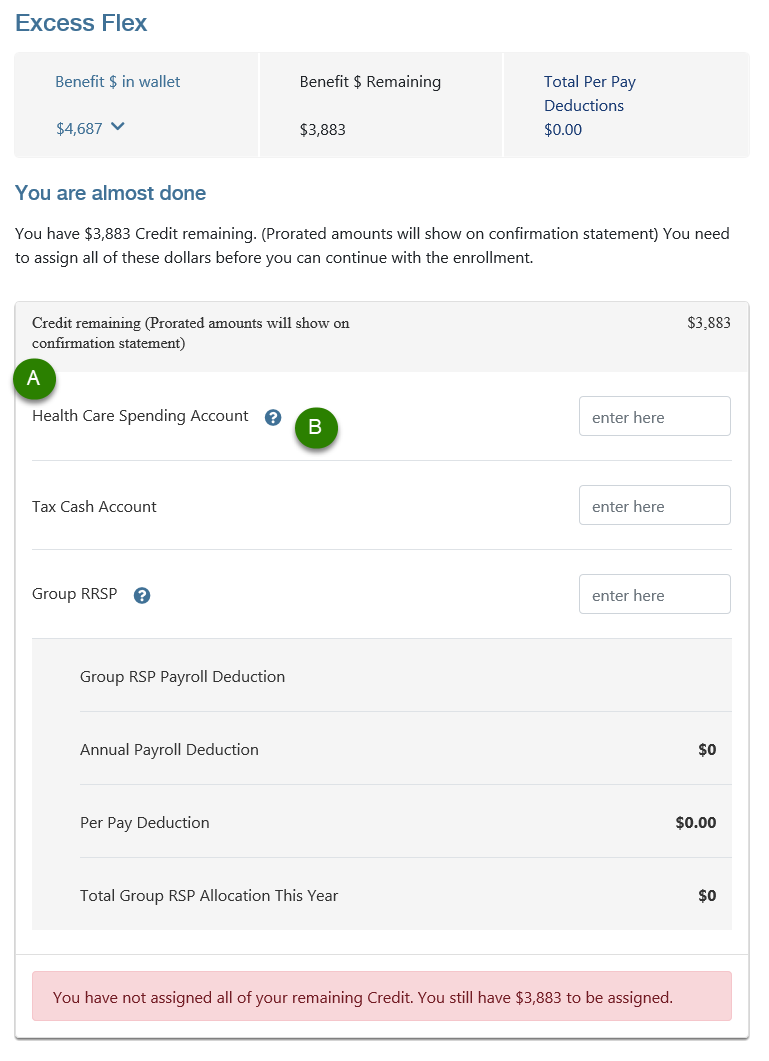 Excess Flex
Benefit $ in wallet
$4,687
Benefit $ Remaining
$3,883
Total Per Pay
Deductions
$0.00
You are almost done
You have $3,883 Credit remaining. (Prorated amounts will show on confirmation statement) You need
to assign all of these dollars before you can continue with the enrollment.
Credit remaining (Prorated amounts will show on
confirmation statement)
$3,883
A
Health Care Spending Account ?
B
enter here
Tax Cash Account
enter here
Group RRSP ?
enter here
Group RSP Payroll Deduction
Annual Payroll Deduction
$0
Per Pay Deduction
$0.00
Total Group RSP Allocation This Year
$0
You have not assigned all of your remaining Credit. You still have $3,883 to be assigned.